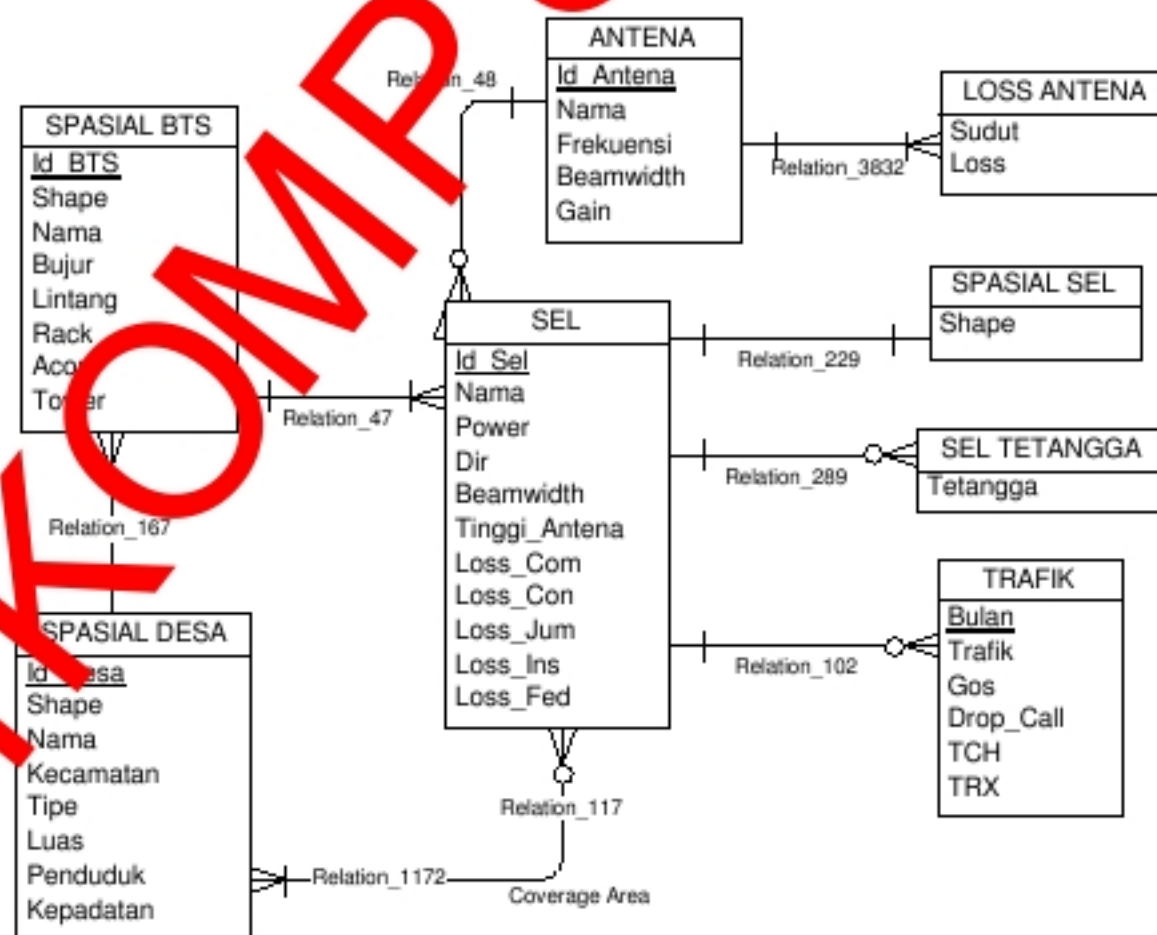 KOMP
ANTENA
Id_Antena
Nama
Frekuensi
Beamwidth
Gain
LOSS ANTENA
Sudut
Loss
Relation_3832
SPASIAL BTS
Id_BTS
Shape
Nama
Bujur
Lintang
Rack
Relation_47
SPASIAL SEL
Shape
SEL
Id_Sel
Nama
Power
Dir
Beamwidth
Tinggi_Antena
Loss_Com
Loss_Con
Loss_Jum
Loss_Ins
Loss_Fed
Relation_229
SEL TETANGGA
Tetangga
Relation_289
TRAFIK
Bulan
Trafik
Gos
Drop_Call
TCH
TRX
Relation_102
Relation_167
SPASIAL DESA
Shape
Nama
Kecamatan
Tipe
Luas
Penduduk
Kepadatan
Relation_117
Relation_1172
Coverage Area